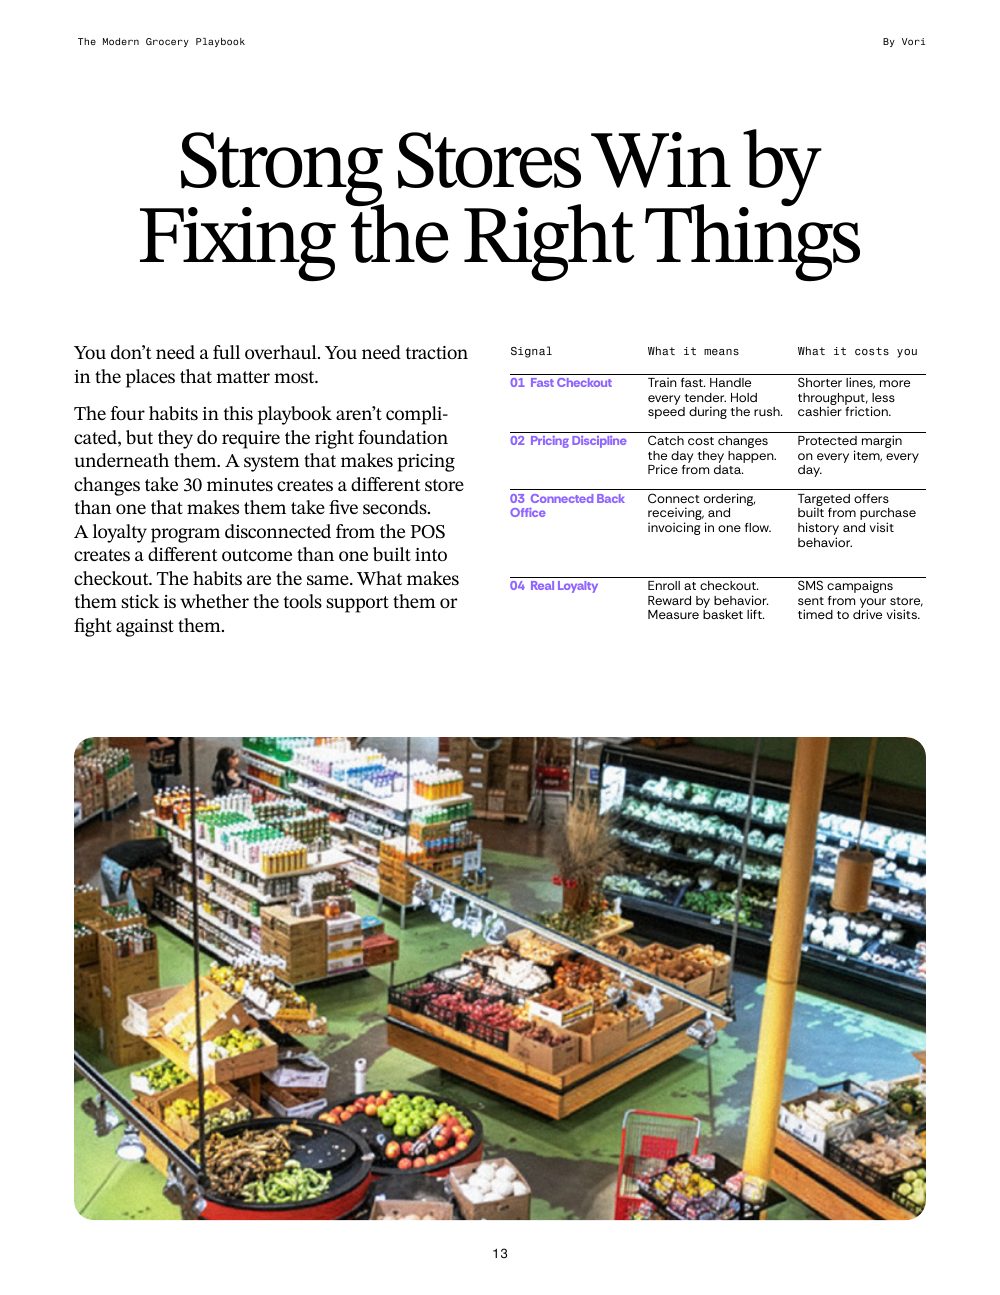 The Modern Grocery Playbook
By Vori
Strong Stores Win by
Fixing the Right Things
You don’t need a full overhaul. You need traction
in the places that matter most.
The four habits in this playbook aren’t compli-
cated, but they do require the right foundation
underneath them. A system that makes pricing
changes take 30 minutes creates a different store
than one that makes them take five seconds.
A loyalty program disconnected from the POS
creates a different outcome than one built into
checkout. The habits are the same. What makes
them stick is whether the tools support them or
fight against them.
Signal
What it means
What it costs you
01 Fast Checkout
Train fast. Handle
every tender. Hold
speed during the rush.
Shorter lines, more
throughput, less
cashier friction.
02 Pricing Discipline
Catch cost changes
the day they happen.
Price from data.
Protected margin
on every item, every
day.
03 Connected Back
Office
Connect ordering,
receiving, and
invoicing in one flow.
Targeted offers
built from purchase
history and visit
behavior.
04 Real Loyalty
Enroll at checkout.
Reward by behavior.
Measure basket lift.
SMS campaigns
sent from your store,
timed to drive visits.
13